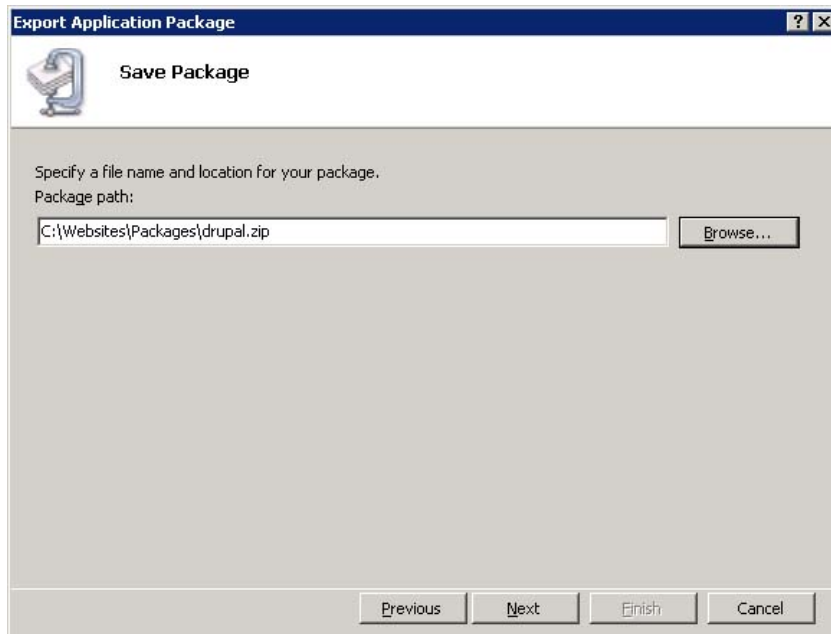 Export Application Package
Save Package
Specify a file name and location for your package.
Package path:
C:\Websites\Packages\drupal.zip
Browse...
Previous Next Finish Cancel